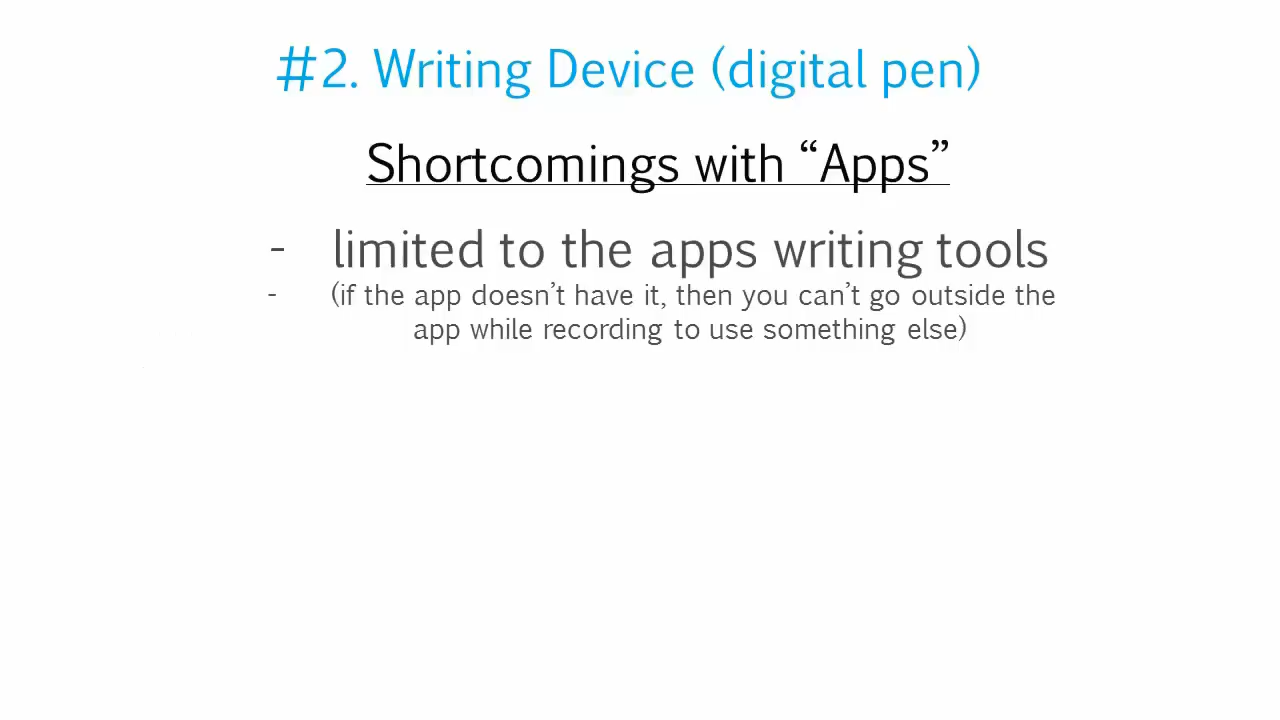 #2. Writing Device (digital pen)
Shortcomings with “Apps”
- limited to the apps writing tools
- (if the app doesn’t have it, then you can’t go outside the
app while recording to use something else)